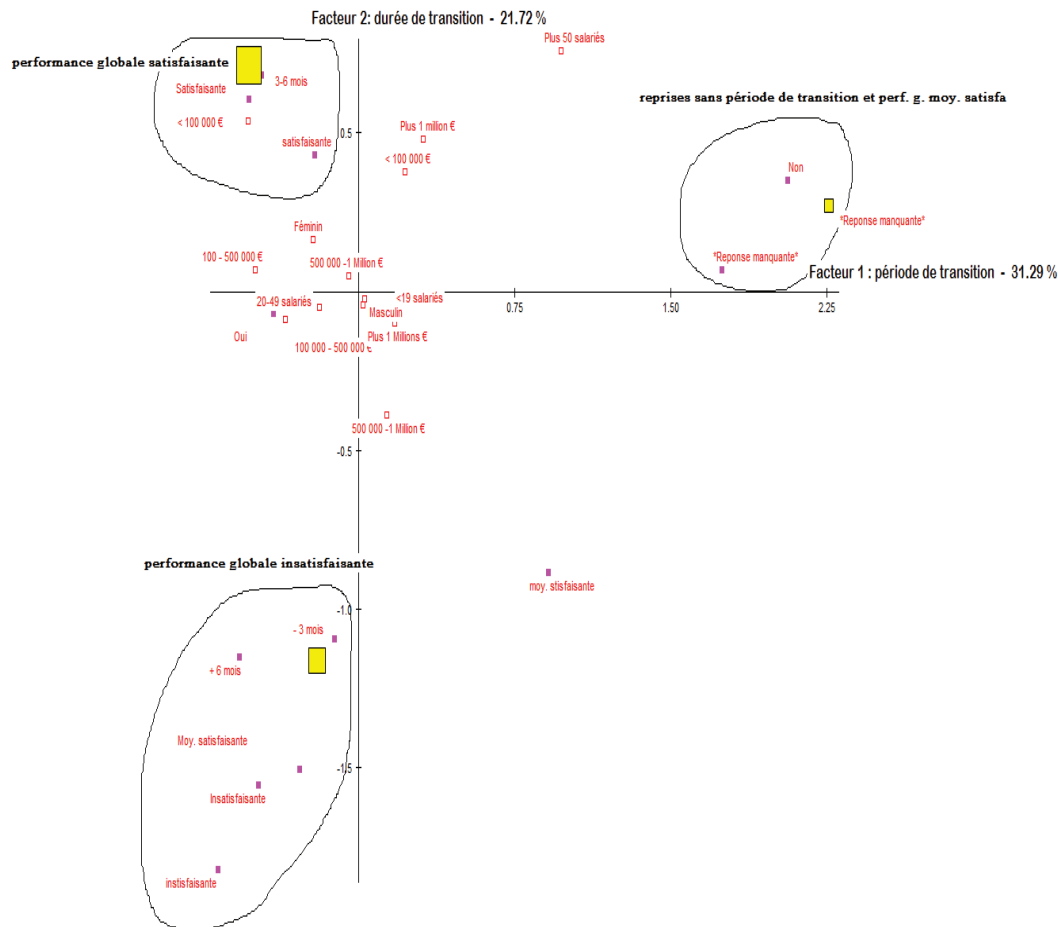 Facteur 2: durée de transition - 21.72 %
Plus 50 salariés
performance globale satisfaisante
3-6 mois
Satisfaisante
reprises sans période de transition et perf. g. moy. satisfa
< 100 000 €
Plus 1 million €
0.5
satisfaisante
< 100 000 €
Non
*Reponse manquante*
Féminin
100 - 500 000 €
500 000 -1 Million €
*Reponse manquante*
Facteur 1 : période de transition - 31.29 %
20-49 salariés
<19 salariés
0.75
1.50
2.25
Masculin
Oui
Plus 1 Millions €
100 000 - 500 000 €
500 000 -1 Million €
-0.5
performance globale insatisfaisante
moy. stisfaisante
-1.0
- 3 mois
+ 6 mois
Moy. satisfaisante
-1.5
Insatisfaisante
instisfaisante